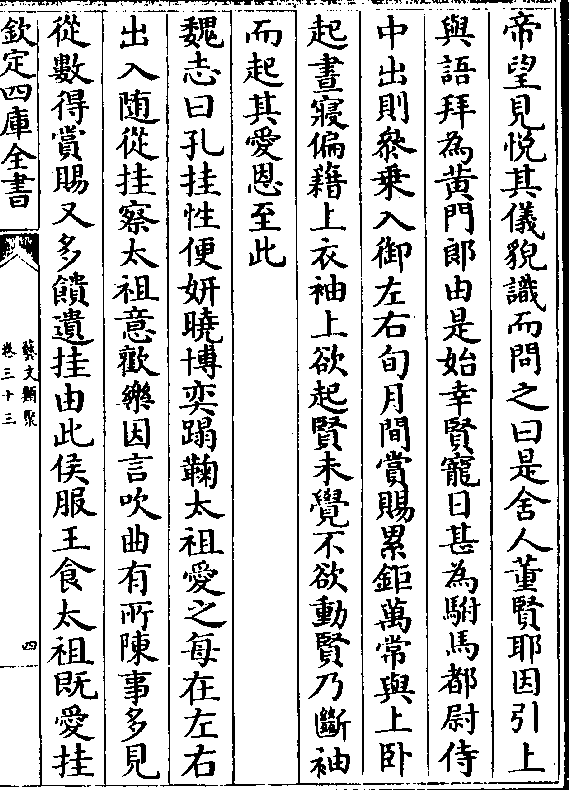 帝望見悦其儀貌識而問之曰是舍人董賢耶因引上
與語拜為黄門郎由是始幸賢寵日甚為駙馬都尉侍
中出則叅乗入御左右旬月間賞賜累鉅萬常與上卧
起晝寢偏藉上衣袖上欲起賢未覺不欲動賢乃斷袖
而起其愛恩至此
魏志曰孔挂性便妍曉博奕蹋鞠太祖愛之每在左右
出入随從挂察太祖意歡樂因言吹曲有所陳事多見
從數得賞賜又多饋遺挂由此侯服王食太祖既愛挂
欽定四庫全書
藝文類聚
卷三十三
四